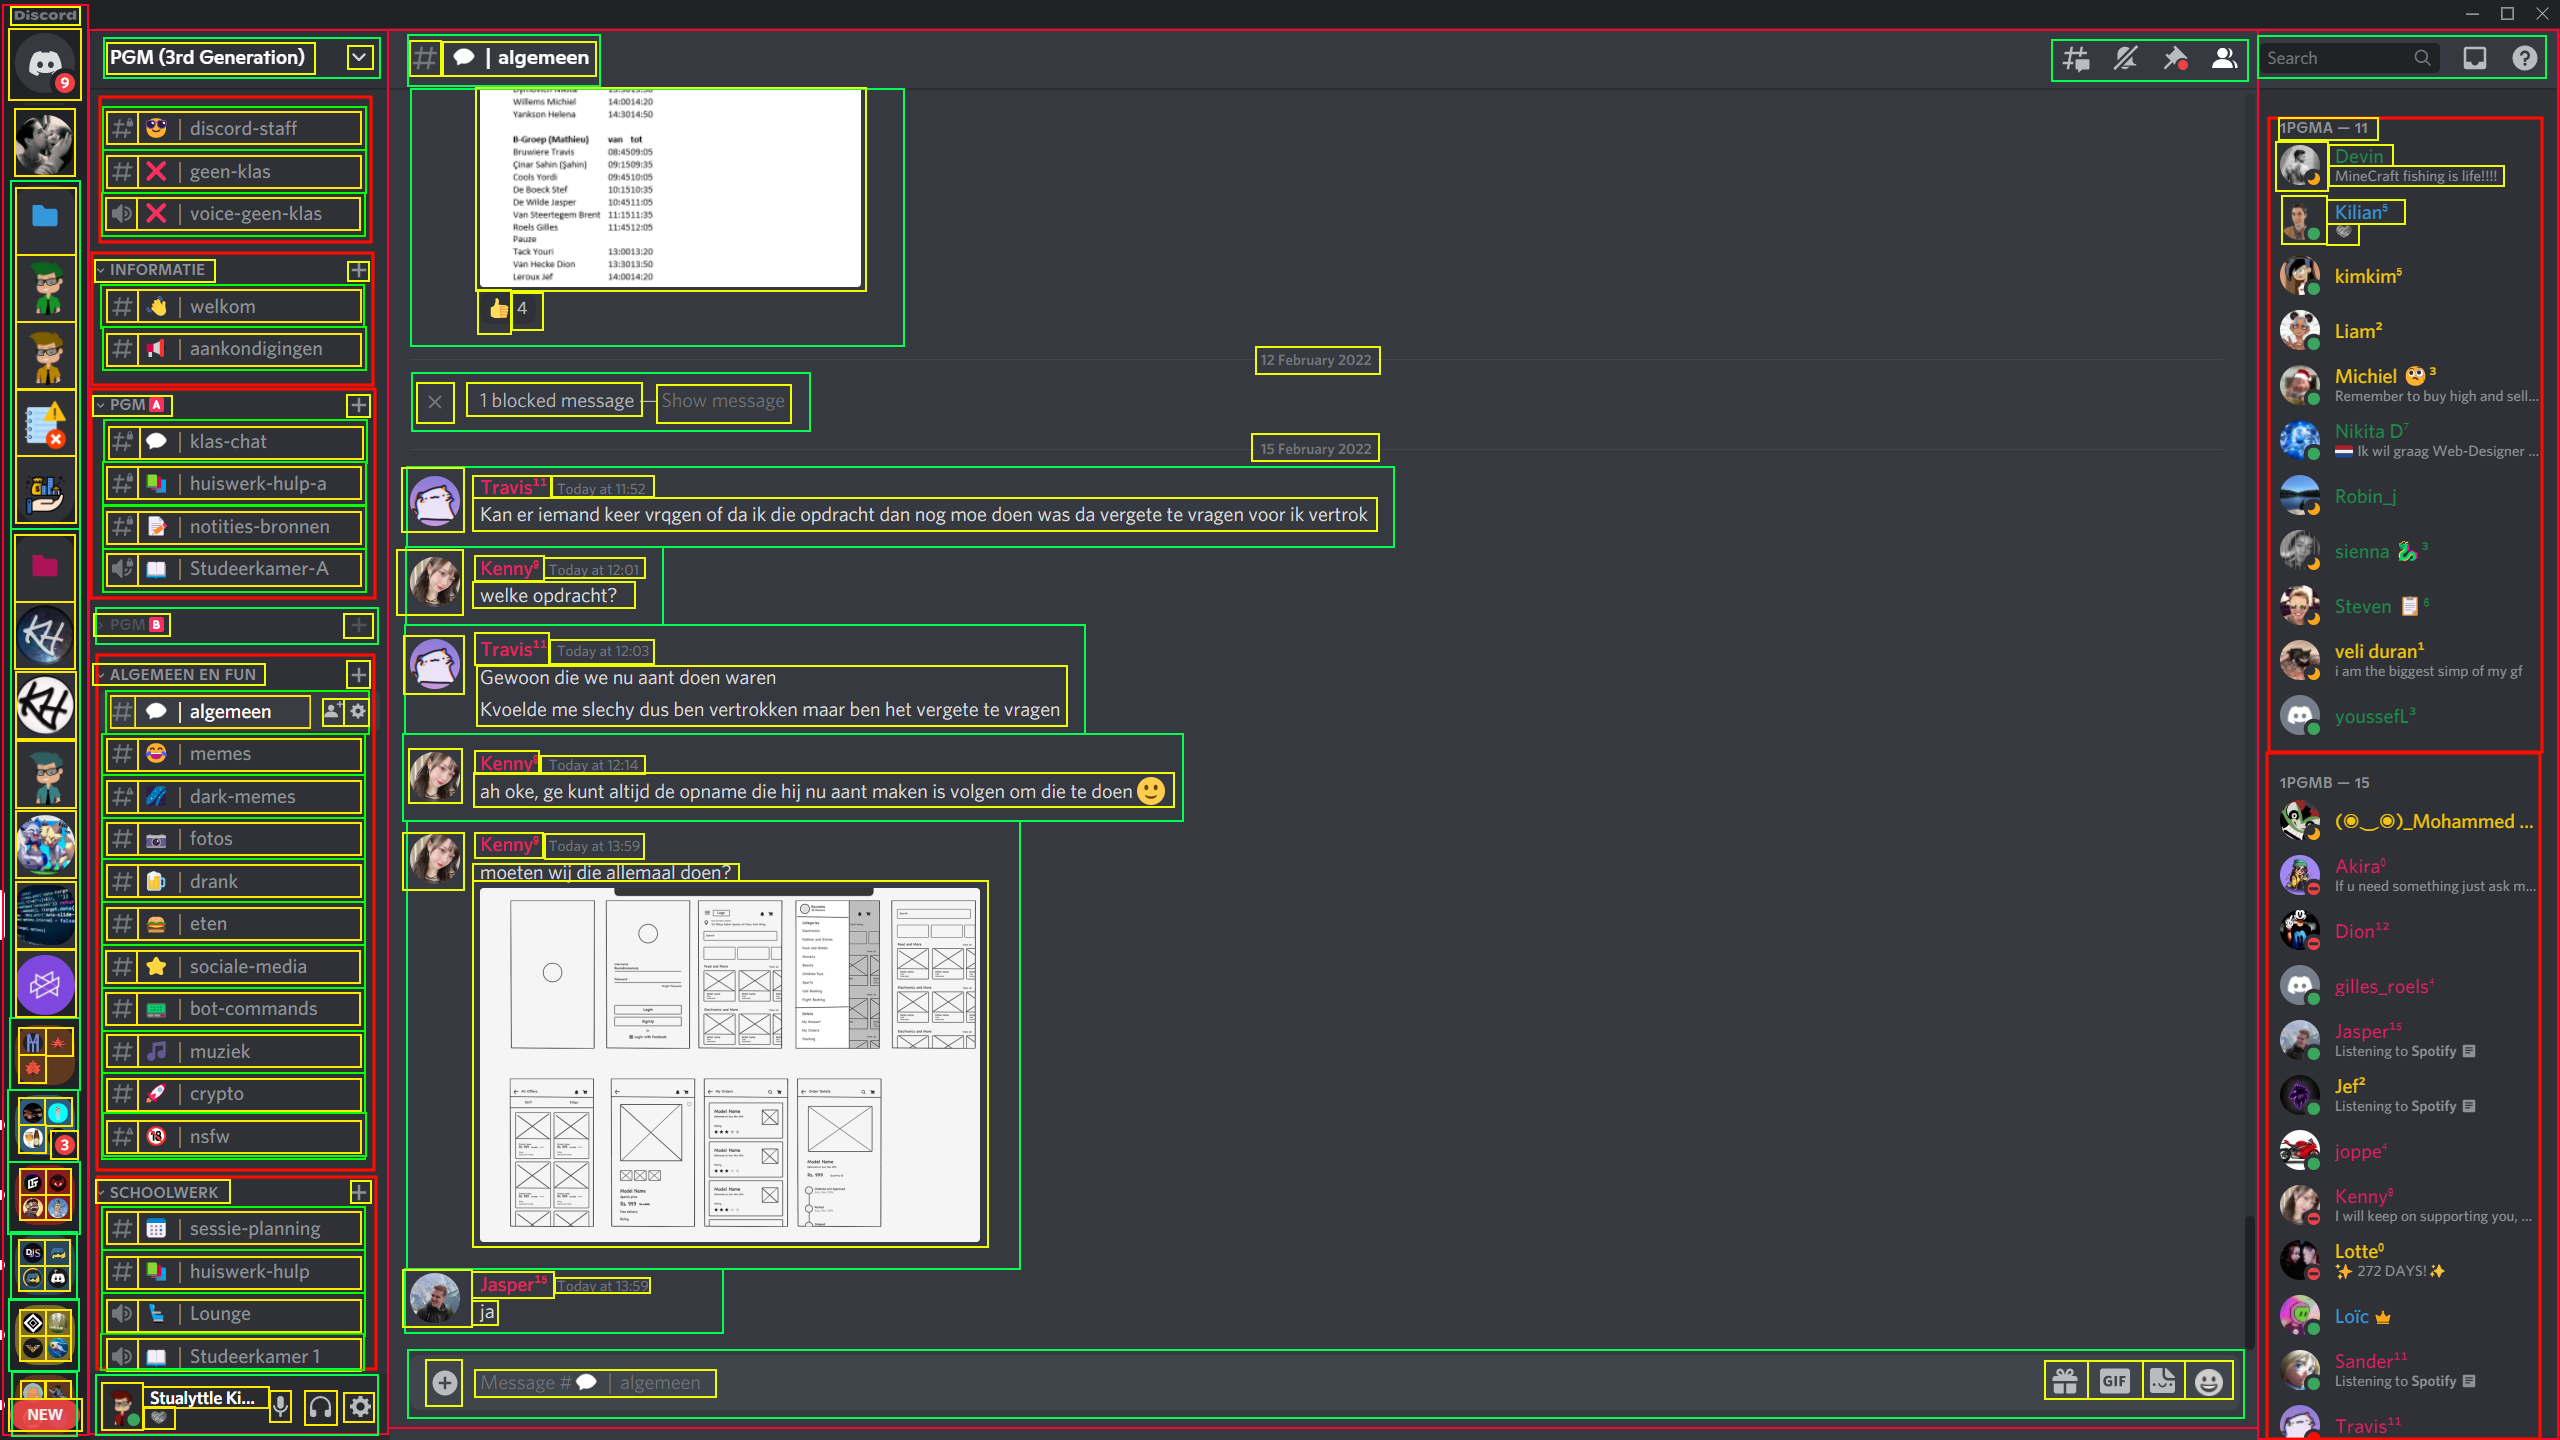 Discord
9
NEW
3
PGM (3rd Generation)
# 😎 | discord-staff
# ❌ | geen-klas
❌ | voice-geen-klas
INFORMATIE
# 👋 | welkom
# 📢 | aankondigingen
PGM 🅰
# 💬 | klas-chat
# | huiswerk-hulp-a
# 📝 | notities-bronnen
📖 | Studeerkamer-A
PGM 🅱
ALGEMEEN EN FUN
# 💬 | algemeen
# 😂 | memes
# 🌌 | dark-memes
# 📷 | fotos
# 🍺 | drank
# 🍔 | eten
# ⭐ | sociale-media
# | bot-commands
# 🎵 | muziek
# 🚀 | crypto
# 🔞 | nsfw
SCHOOLWERK
# 📅 | sessie-planning
# | huiswerk-hulp
💺 | Lounge
📖 | Studeerkamer 1
Stualyttle Ki...
# 💬 | algemeen
Willems Michiel 14:0014:20
Yankson Helena 14:3014:50
B-Groep (Mathieu) van tot
Bruwiere Travis 08:4509:05
Çinar Sahin (Şahin) 09:1509:35
Cools Yordi 09:4510:05
De Boeck Stef 10:1510:35
De Wilde Jasper 10:4511:05
Van Steertegem Brent 11:1511:35
Roels Gilles 11:4512:05
Pauze
Tack Youri 13:0013:20
Van Hecke Dion 13:3013:50
Leroux Jef 14:0014:20
👍 4
12 February 2022
1 blocked message — Show message
15 February 2022
Travis¹¹ Today at 11:52
Kan er iemand keer vrqgen of da ik die opdracht dan nog moe doen was da vergete te vragen voor ik vertrok
Kenny⁹ Today at 12:01
welke opdracht?
Travis¹¹ Today at 12:03
Gewoon die we nu aant doen waren
Kvoelde me slechy dus ben vertrokken maar ben het vergete te vragen
Kenny⁹ Today at 12:14
ah oke, ge kunt altijd de opname die hij nu aant maken is volgen om die te doen 🙂
Kenny⁹ Today at 13:59
moeten wij die allemaal doen?
Model Name
Rs. 999
Jasper¹⁵ Today at 13:59
ja
Message # 💬 | algemeen
GIF
Search
1PGMA — 11
Devin
MineCraft fishing is life!!!!
Kilian⁵
kimkim⁵
Liam²
Michiel ³
Remember to buy high and sell...
Nikita D⁷
🇳🇱 Ik wil graag Web-Designer ...
Robin_j
sienna 🐉 ³
Steven 📋 ⁶
veli duran¹
i am the biggest simp of my gf
youssefL³
1PGMB — 15
(◉‿◉)_Mohammed ...
Akira⁰
If u need something just ask m...
Dion¹²
gilles_roels⁴
Jasper¹⁵
Listening to Spotify
Jef²
Listening to Spotify
joppe⁴
Kenny⁹
I will keep on supporting you, ...
Lotte⁰
✨ 272 DAYS! ✨
Loïc
Sander¹¹
Listening to Spotify
Travis¹¹